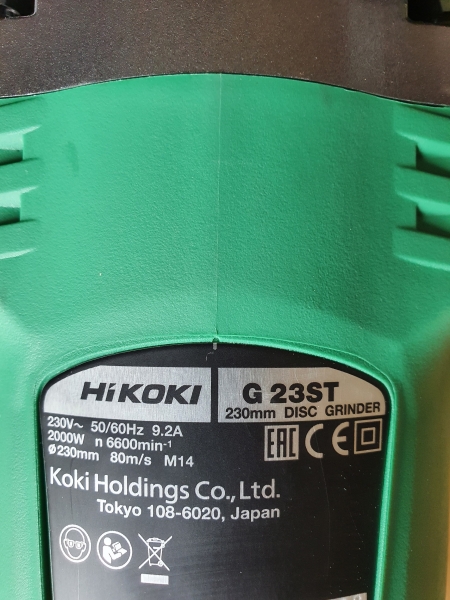 HiKOKI
G 23ST
230mm DISC GRINDER
230V~ 50/60Hz 9.2A
2000W n 6600min-1
Ø230mm 80m/s M14
EAC CE
Koki Holdings Co., Ltd.
Tokyo 108-6020, Japan